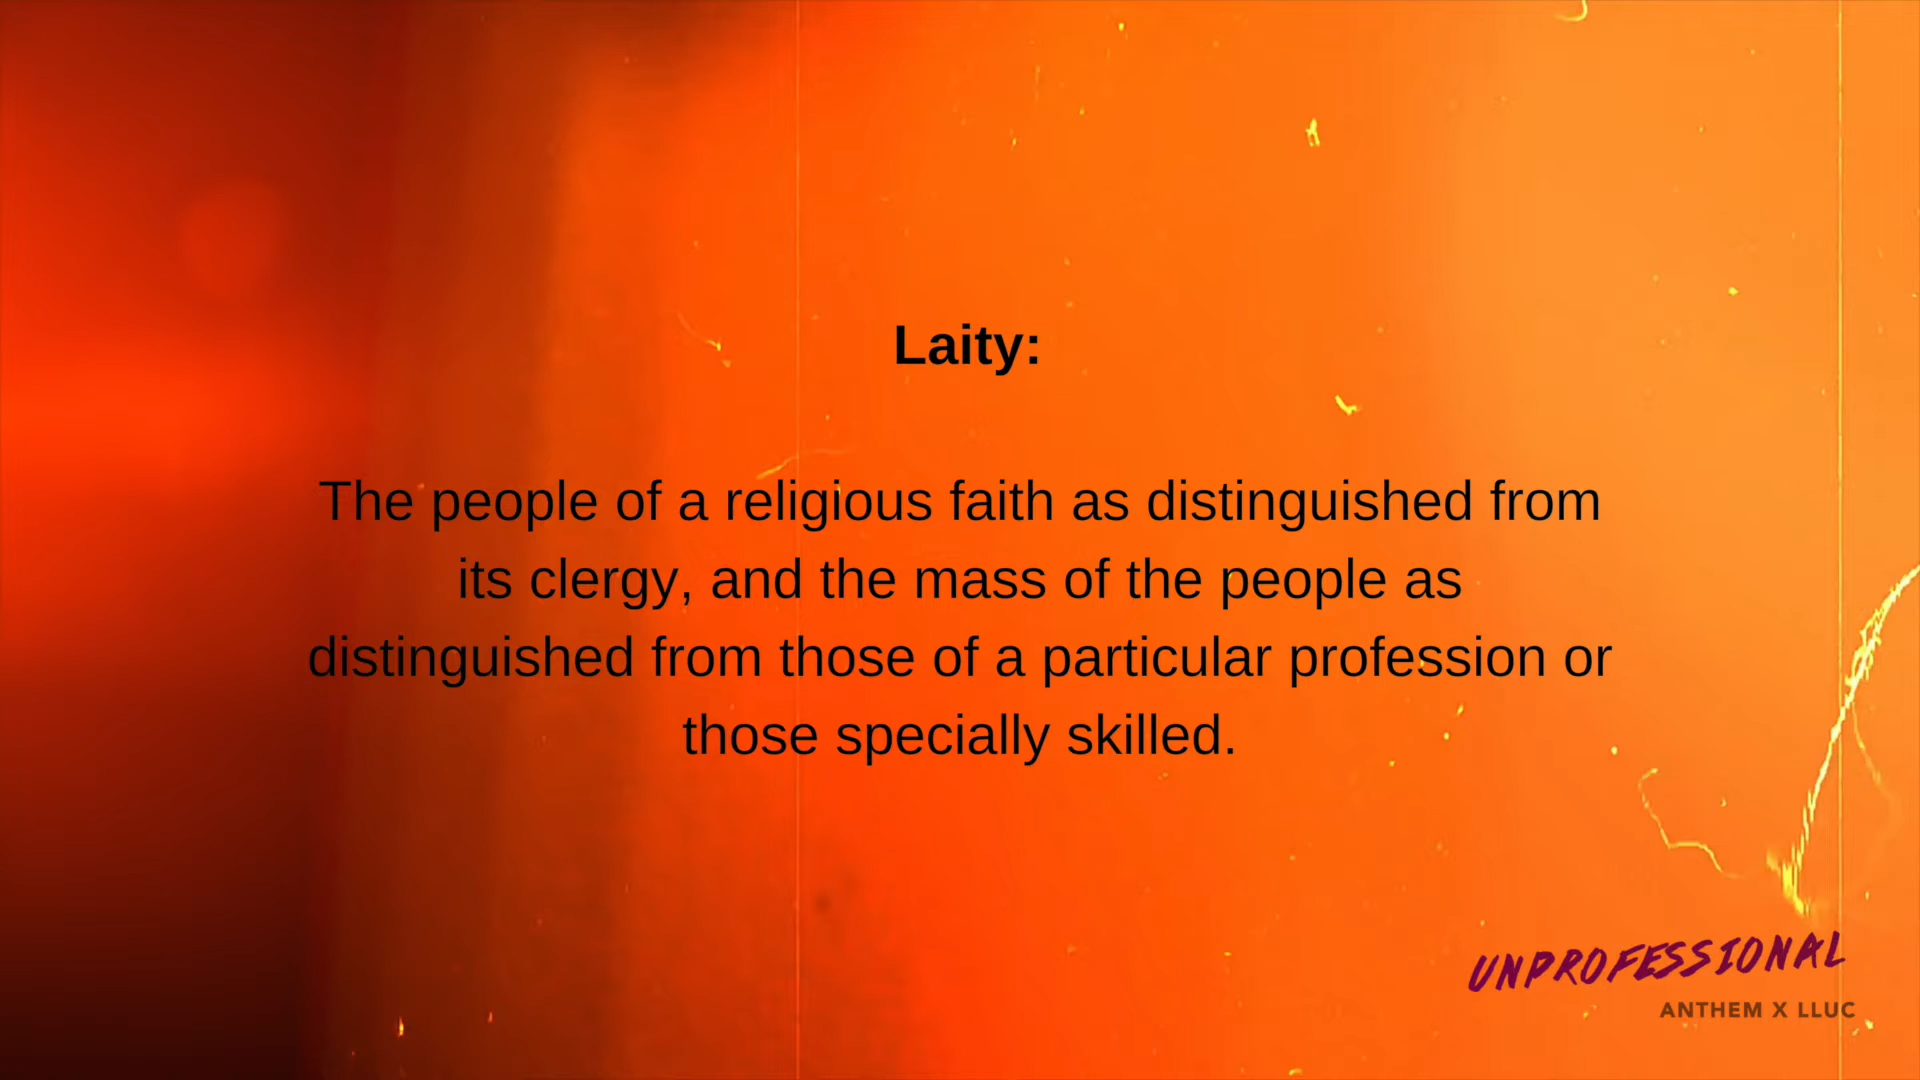 Laity:
The people of a religious faith as distinguished from
its clergy, and the mass of the people as
distinguished from those of a particular profession or
those specially skilled.
UNPROFESSIONAL
ANTHEM X LLUC